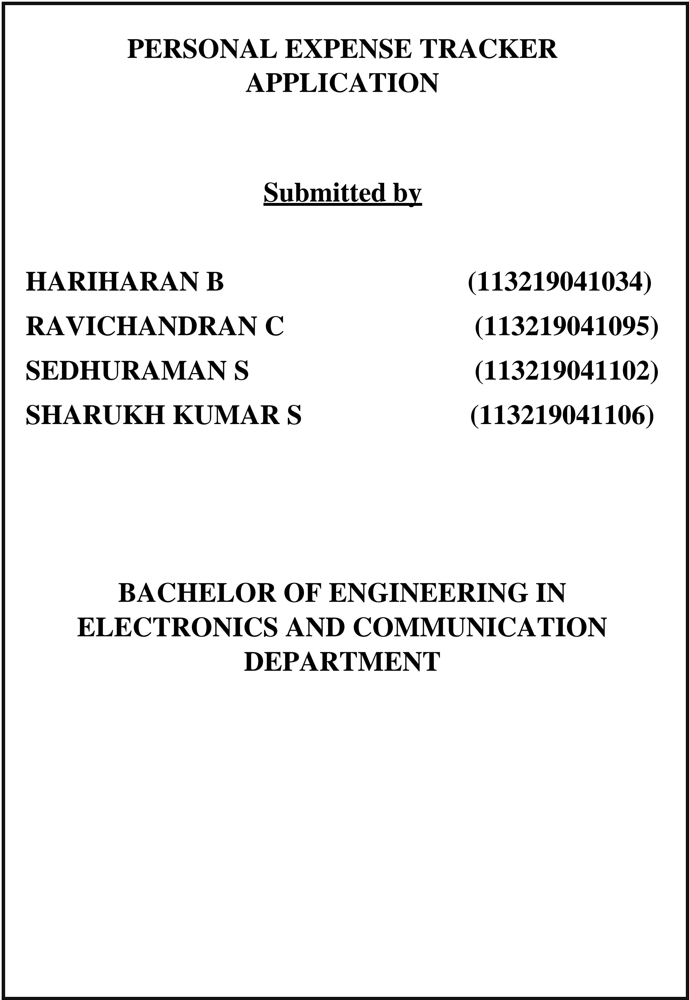 PERSONAL EXPENSE TRACKER
APPLICATION
Submitted by
HARIHARAN B (113219041034)
RAVICHANDRAN C (113219041095)
SEDHURAMAN S (113219041102)
SHARUKH KUMAR S (113219041106)
BACHELOR OF ENGINEERING IN
ELECTRONICS AND COMMUNICATION
DEPARTMENT